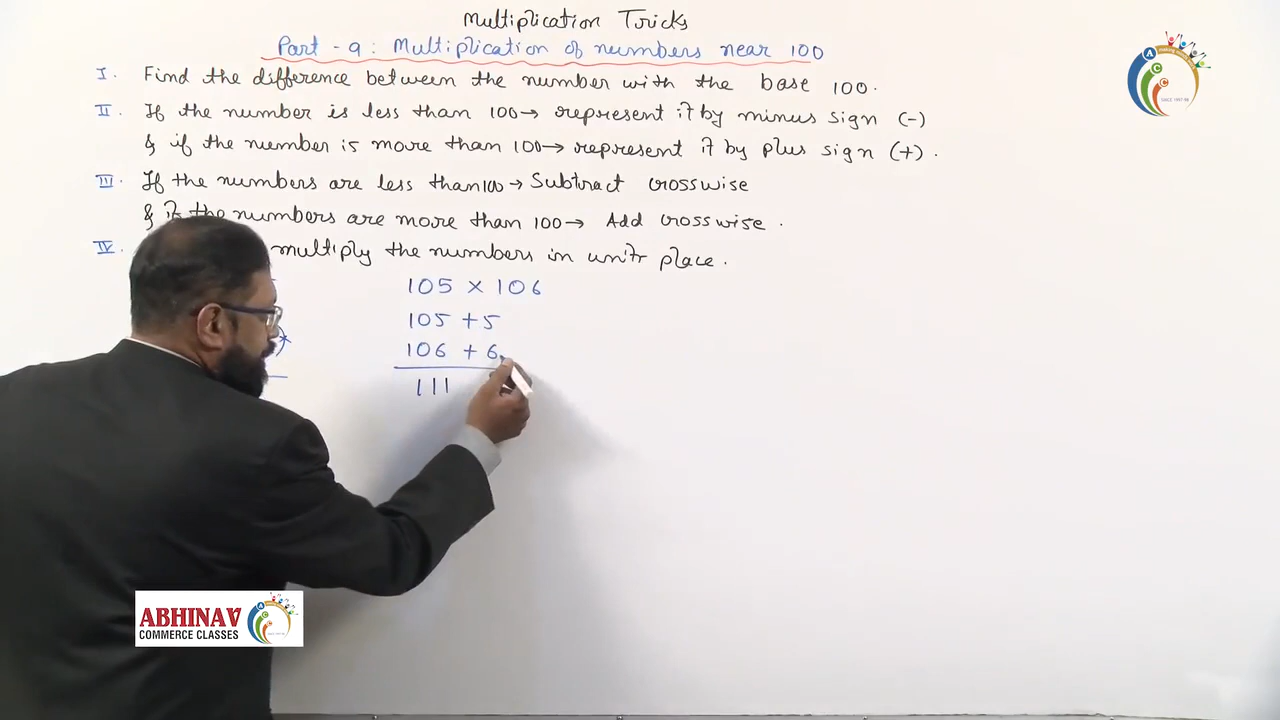 Multiplication Tricks
Part - 9 : Multiplication of numbers near 100
I. Find the difference between the number with the base 100.
II. If the number is less than 100 → represent it by minus sign (-)
& if the number is more than 100 → represent it by plus sign (+).
III. If the numbers are less than 100 → Subtract crosswise
& if the numbers are more than 100 → Add crosswise.
IV. multiply the numbers in units place.
105 × 106
105 +5
106 +6
111
ABHINAV
COMMERCE CLASSES